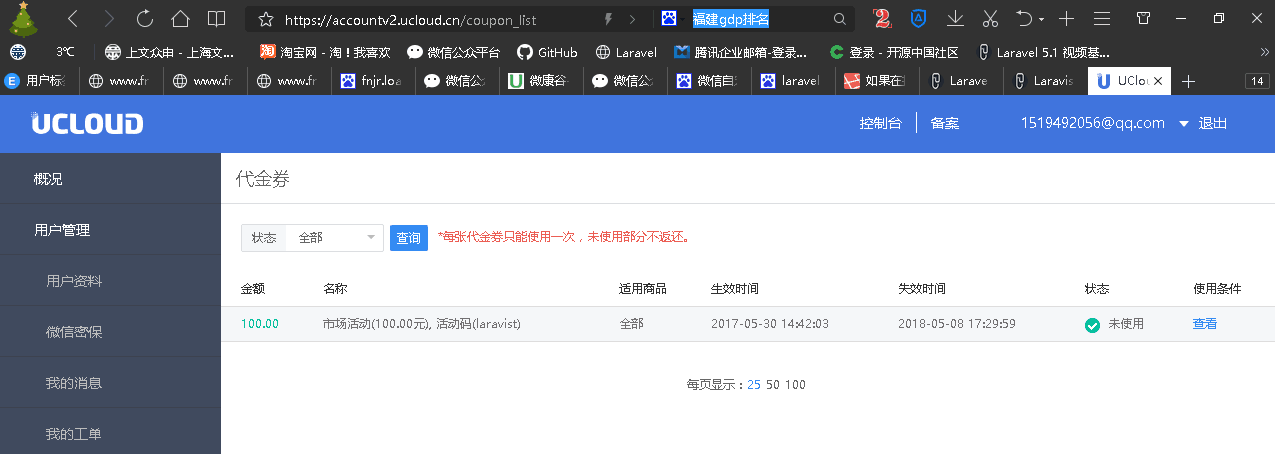 https://accountv2.ucloud.cn/coupon_list 福建gdp排名
3℃ 上文众申 - 上海文... 淘宝网 - 淘！我喜欢 微信公众平台 GitHub Laravel 腾讯企业邮箱-登录... 登录 - 开源中国社区 Laravel 5.1 视频基... »
用户标 www.fr www.fr www.fr fnjr.loa 微信公 微康谷 微信公 微信自 laravel 如果在 Larave Laravis UClou 14
UCLOUD 控制台 备案 1519492056@qq.com 退出
概况
用户管理
用户资料
微信密保
我的消息
我的工单
代金券
状态 全部 查询 *每张代金券只能使用一次，未使用部分不返还。
金额 名称 适用商品 生效时间 失效时间 状态 使用条件
100.00 市场活动(100.00元), 活动码(laravist) 全部 2017-05-30 14:42:03 2018-05-08 17:29:59 未使用 查看
每页显示：25 50 100